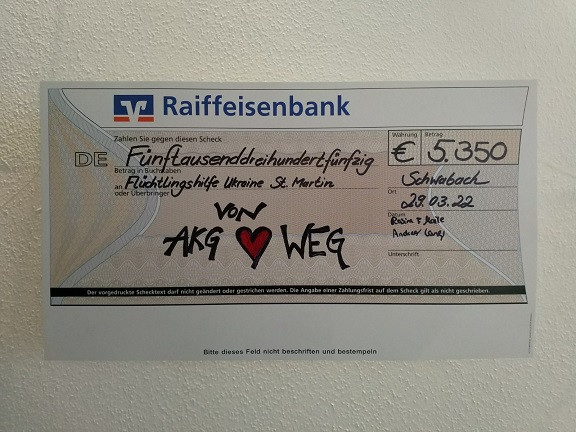 Raiffeisenbank
Zahlen Sie gegen diesen Scheck
Währung Betrag
DE Fünftausenddreihundertfünfzig € 5.350
Betrag in Buchstaben
an Flüchtlingshilfe Ukraine St. Martin Schwabach
oder Überbringer Ort
VON 29.03.22
Datum
AKG WEG
Andrea
Unterschrift
Der vorgedruckte Schecktext darf nicht geändert oder gestrichen werden. Die Angabe einer Zahlungsfrist auf dem Scheck gilt als nicht geschrieben.
Bitte dieses Feld nicht beschriften und bestempeln